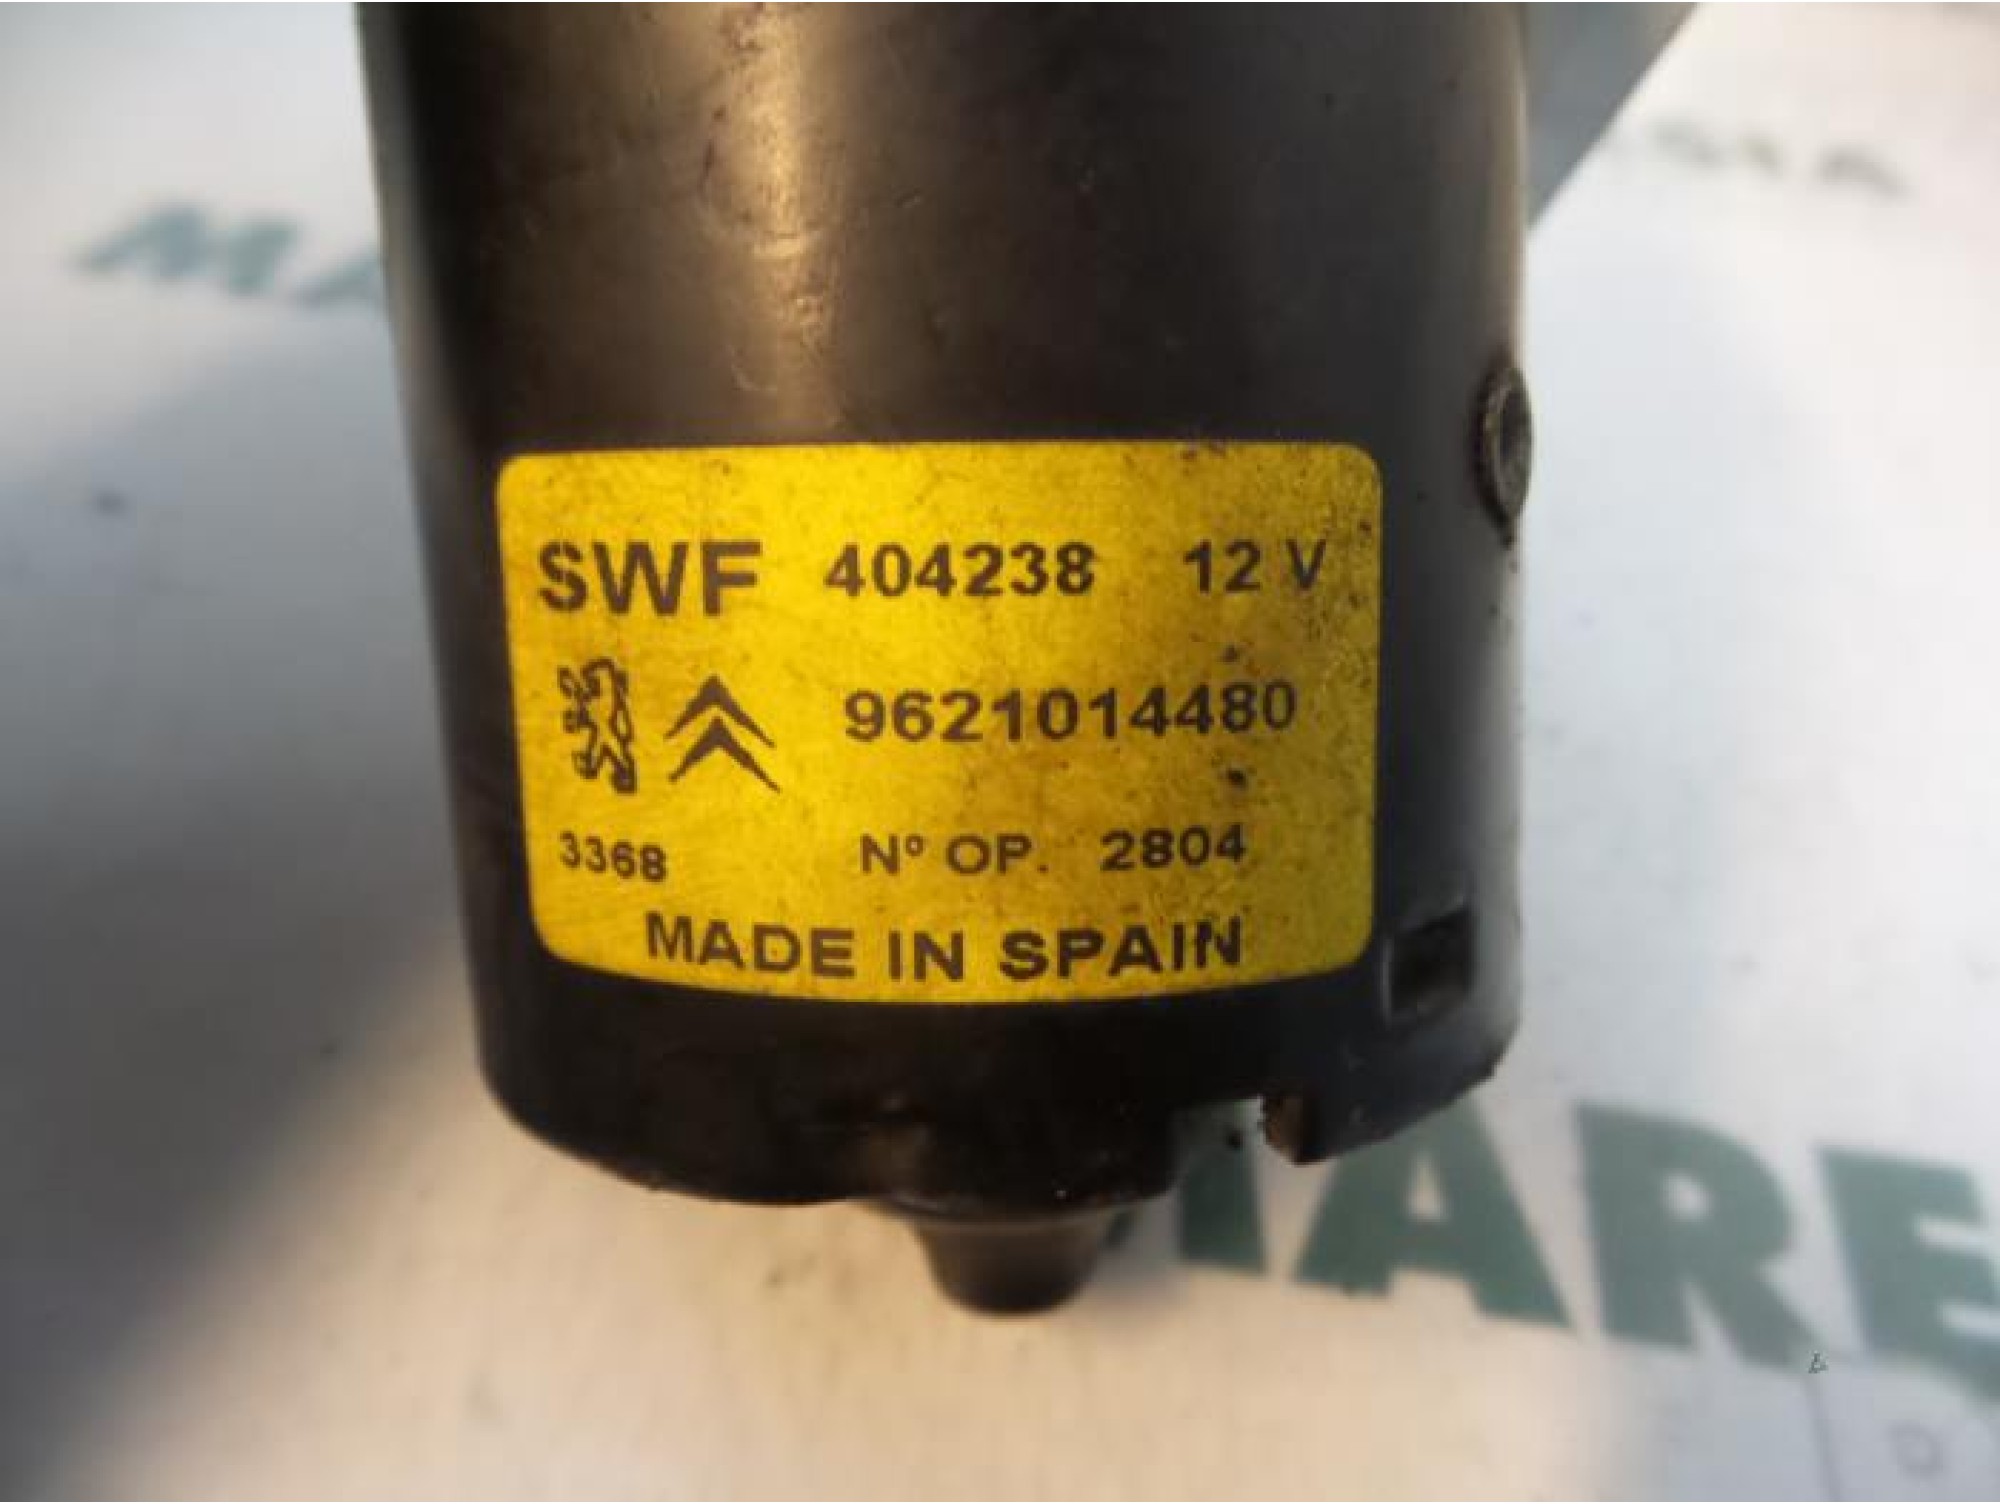 SWF 404238 12 V
9621014480
3368 Nº OP. 2804
MADE IN SPAIN